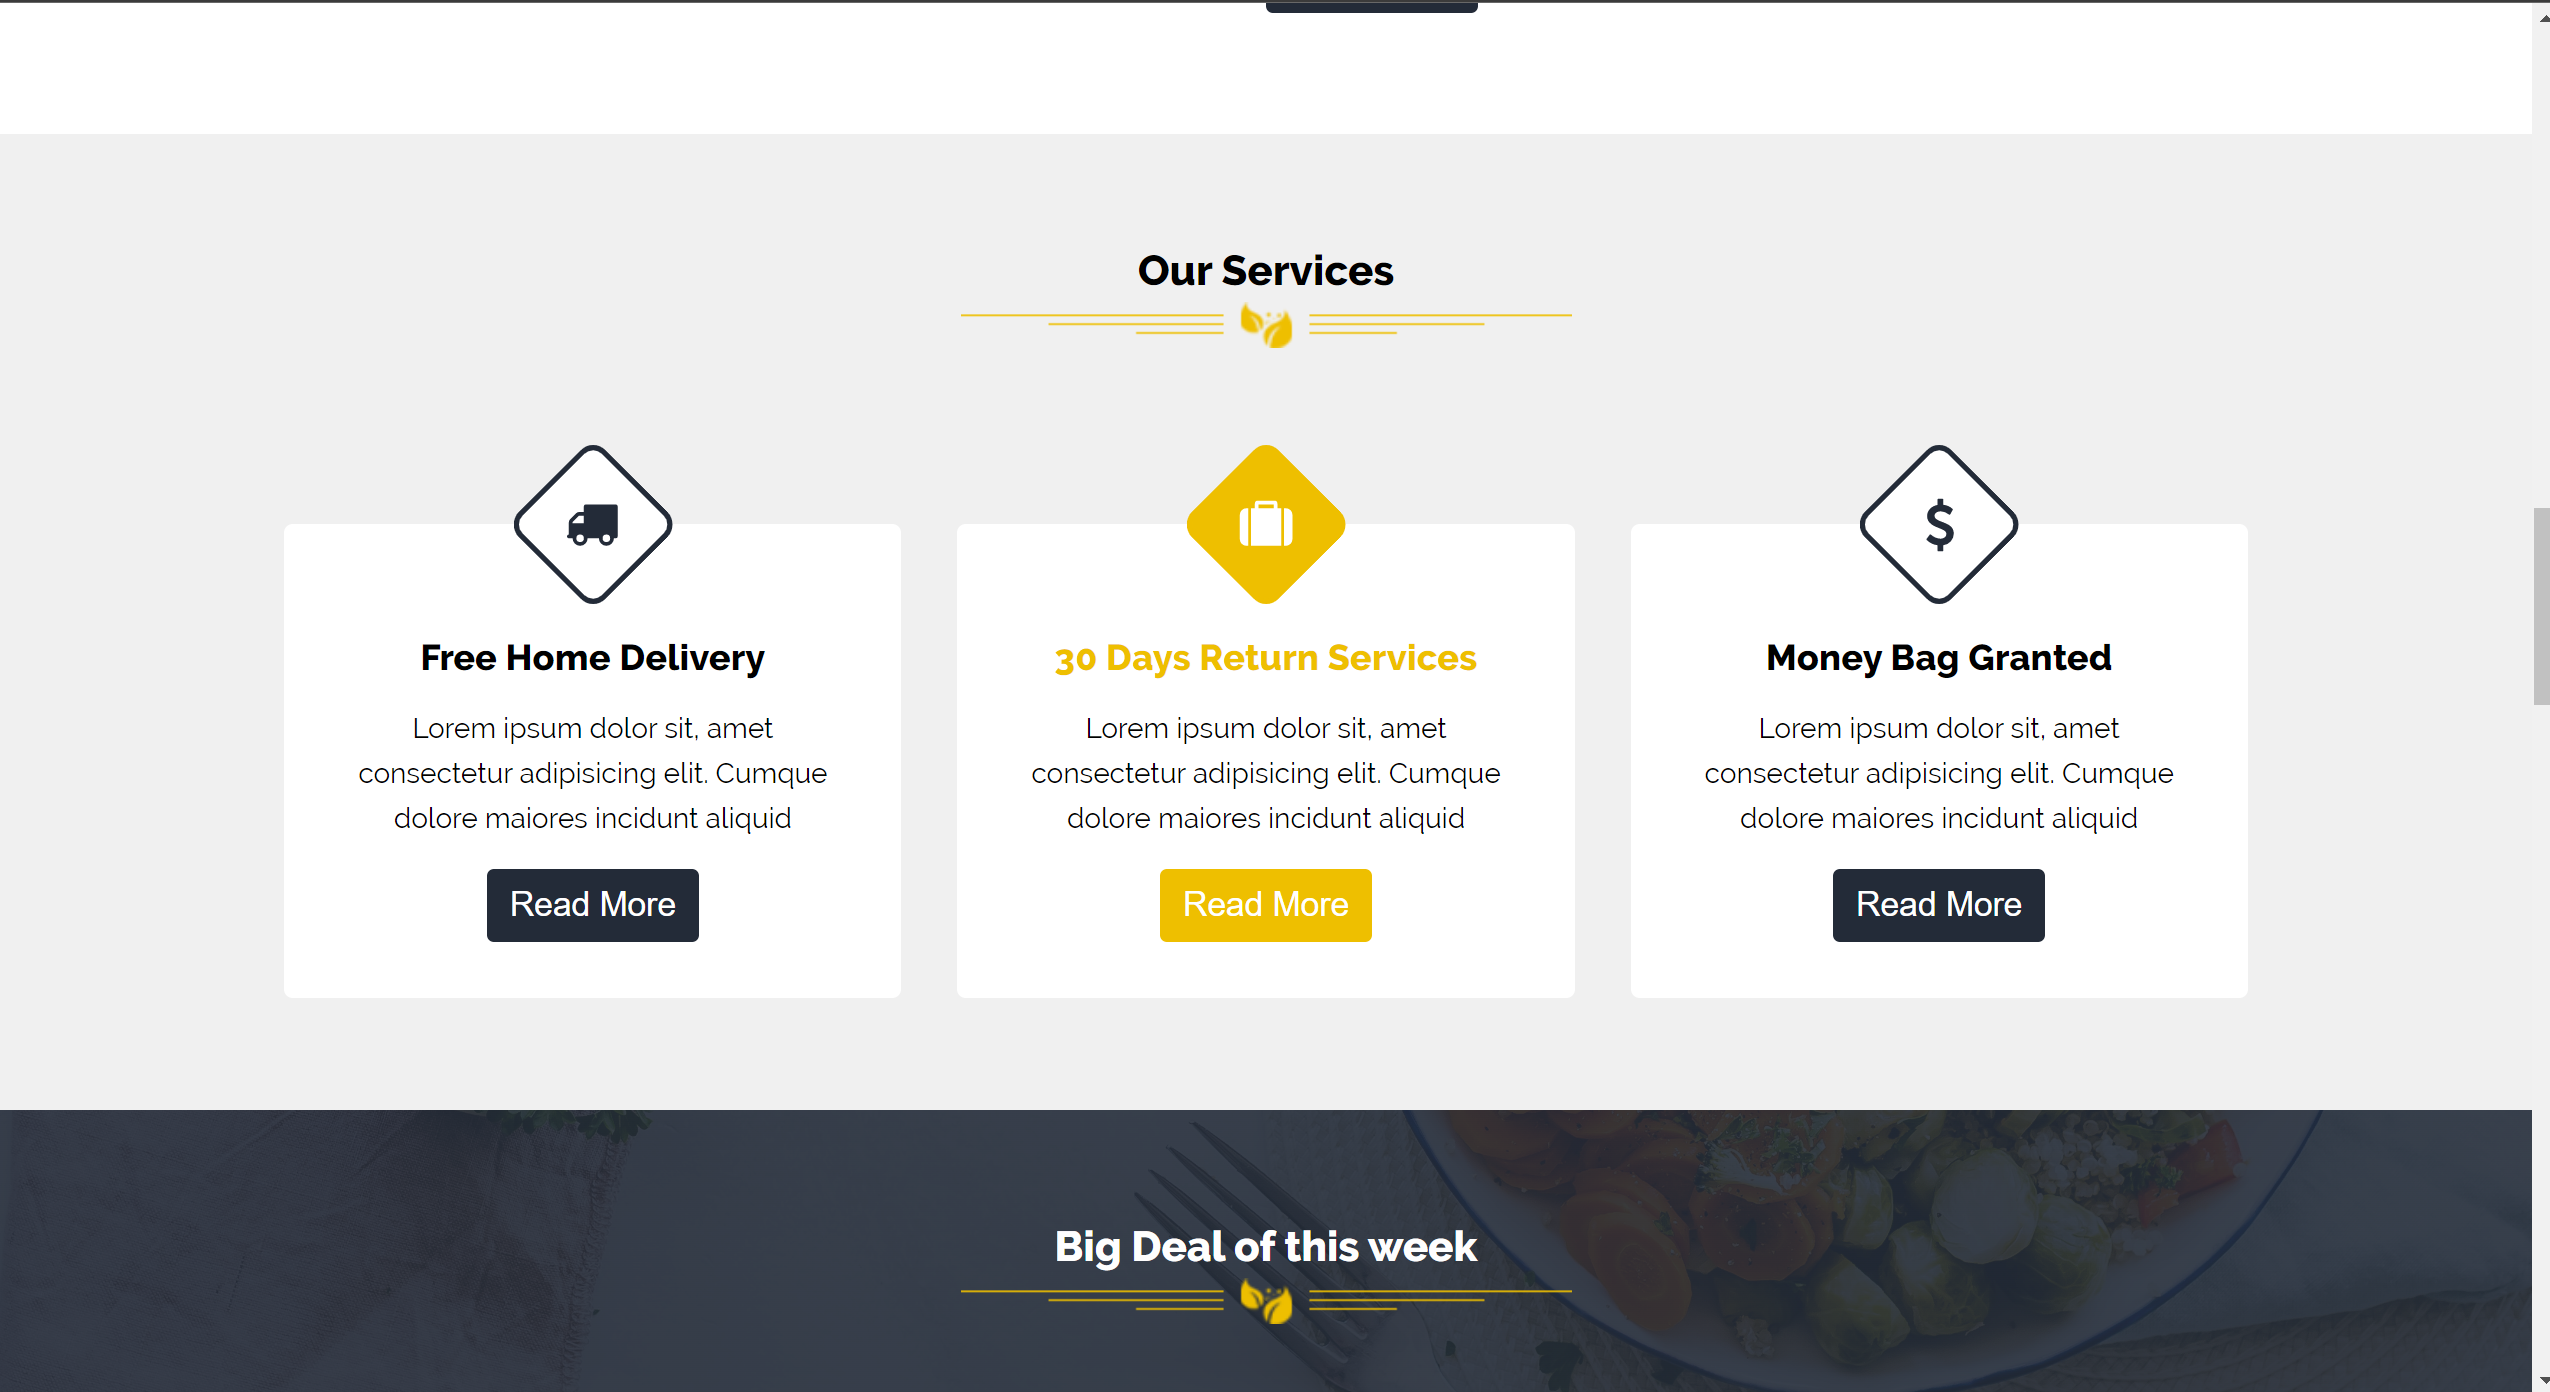 Our Services
Free Home Delivery
Lorem ipsum dolor sit, amet
consectetur adipisicing elit. Cumque
dolore maiores incidunt aliquid
Read More
30 Days Return Services
Lorem ipsum dolor sit, amet
consectetur adipisicing elit. Cumque
dolore maiores incidunt aliquid
Read More
$
Money Bag Granted
Lorem ipsum dolor sit, amet
consectetur adipisicing elit. Cumque
dolore maiores incidunt aliquid
Read More
Big Deal of this week